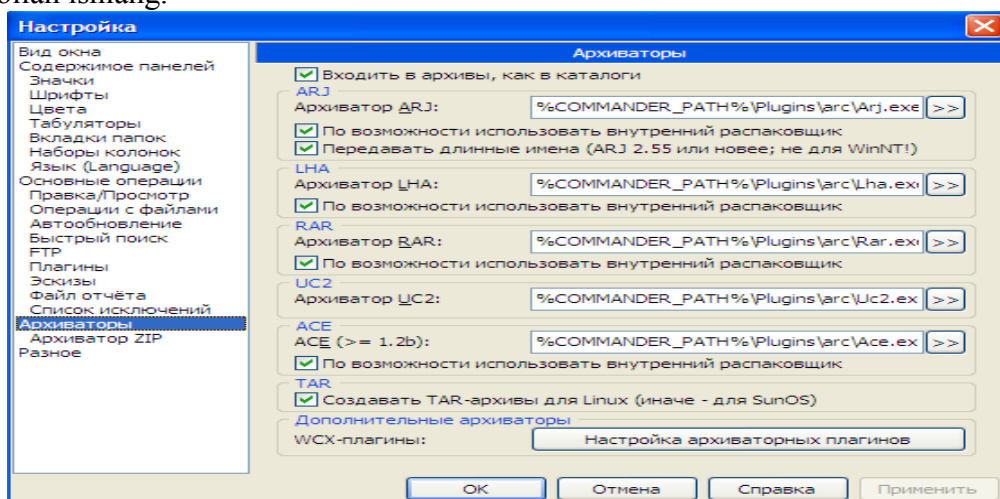 Настройка
Вид окна
Содержимое панелей
Значки
Шрифты
Цвета
Табуляторы
Вкладки папок
Наборы колонок
Язык (Language)
Основные операции
Правка/Просмотр
Операции с файлами
Автообновление
Быстрый поиск
FTP
Плагины
Эскизы
Файл отчёта
Список исключений
Архиваторы
Архиватор ZIP
Разное
Архиваторы
Входить в архивы, как в каталоги
ARJ
Архиватор ARJ: %COMMANDER_PATH%\Plugins\arc\Arj.exe >>
По возможности использовать внутренний распаковщик
Передавать длинные имена (ARJ 2.55 или новее; не для WinNT!)
LHA
Архиватор LHA: %COMMANDER_PATH%\Plugins\arc\Lha.ex >>
По возможности использовать внутренний распаковщик
RAR
Архиватор RAR: %COMMANDER_PATH%\Plugins\arc\Rar.ex >>
По возможности использовать внутренний распаковщик
UC2
Архиватор UC2: %COMMANDER_PATH%\Plugins\arc\Uc2.ex >>
ACE
ACE (>= 1.2b): %COMMANDER_PATH%\Plugins\arc\Ace.ex >>
По возможности использовать внутренний распаковщик
TAR
Создавать TAR-архивы для Linux (иначе - для SunOS)
Дополнительные архиваторы
WCX-плагины: Настройка архиваторных плагинов
OK Отмена Справка Применить